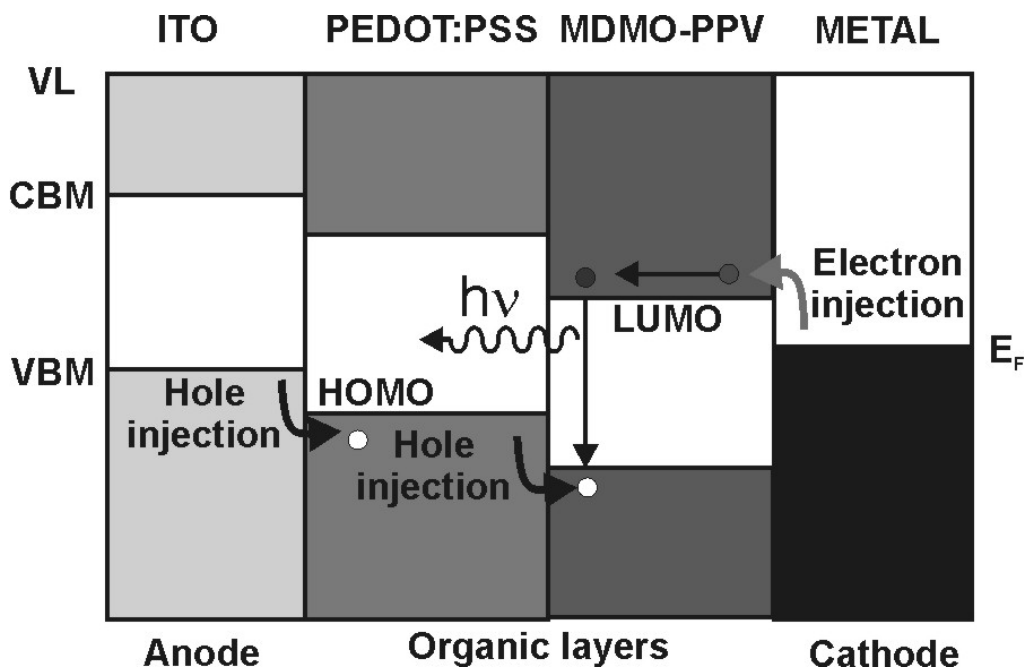 ITO PEDOT:PSS MDMO-PPV METAL
VL
CBM
Electron
injection
hν
LUMO
VBM
E_F
HOMO
Hole
injection
Hole
injection
Anode Organic layers Cathode